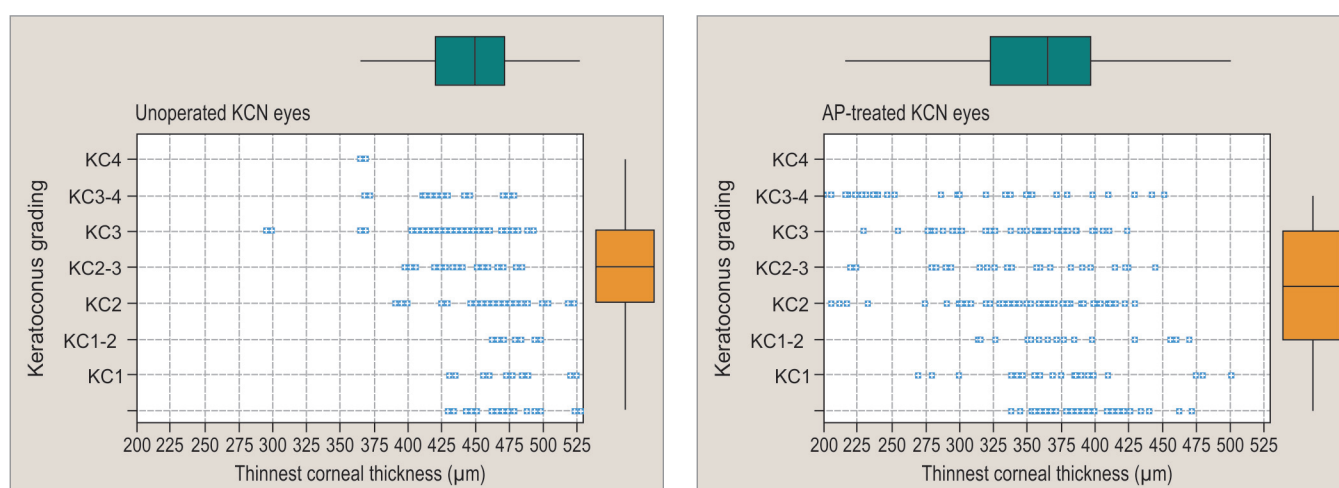 Unoperated KCN eyes
Keratoconus grading
KC4
KC3-4
KC3
KC2-3
KC2
KC1-2
KC1
200 225 250 275 300 325 350 375 400 425 450 475 500 525
Thinnest corneal thickness (µm)
AP-treated KCN eyes
Keratoconus grading
KC4
KC3-4
KC3
KC2-3
KC2
KC1-2
KC1
200 225 250 275 300 325 350 375 400 425 450 475 500 525
Thinnest corneal thickness (µm)